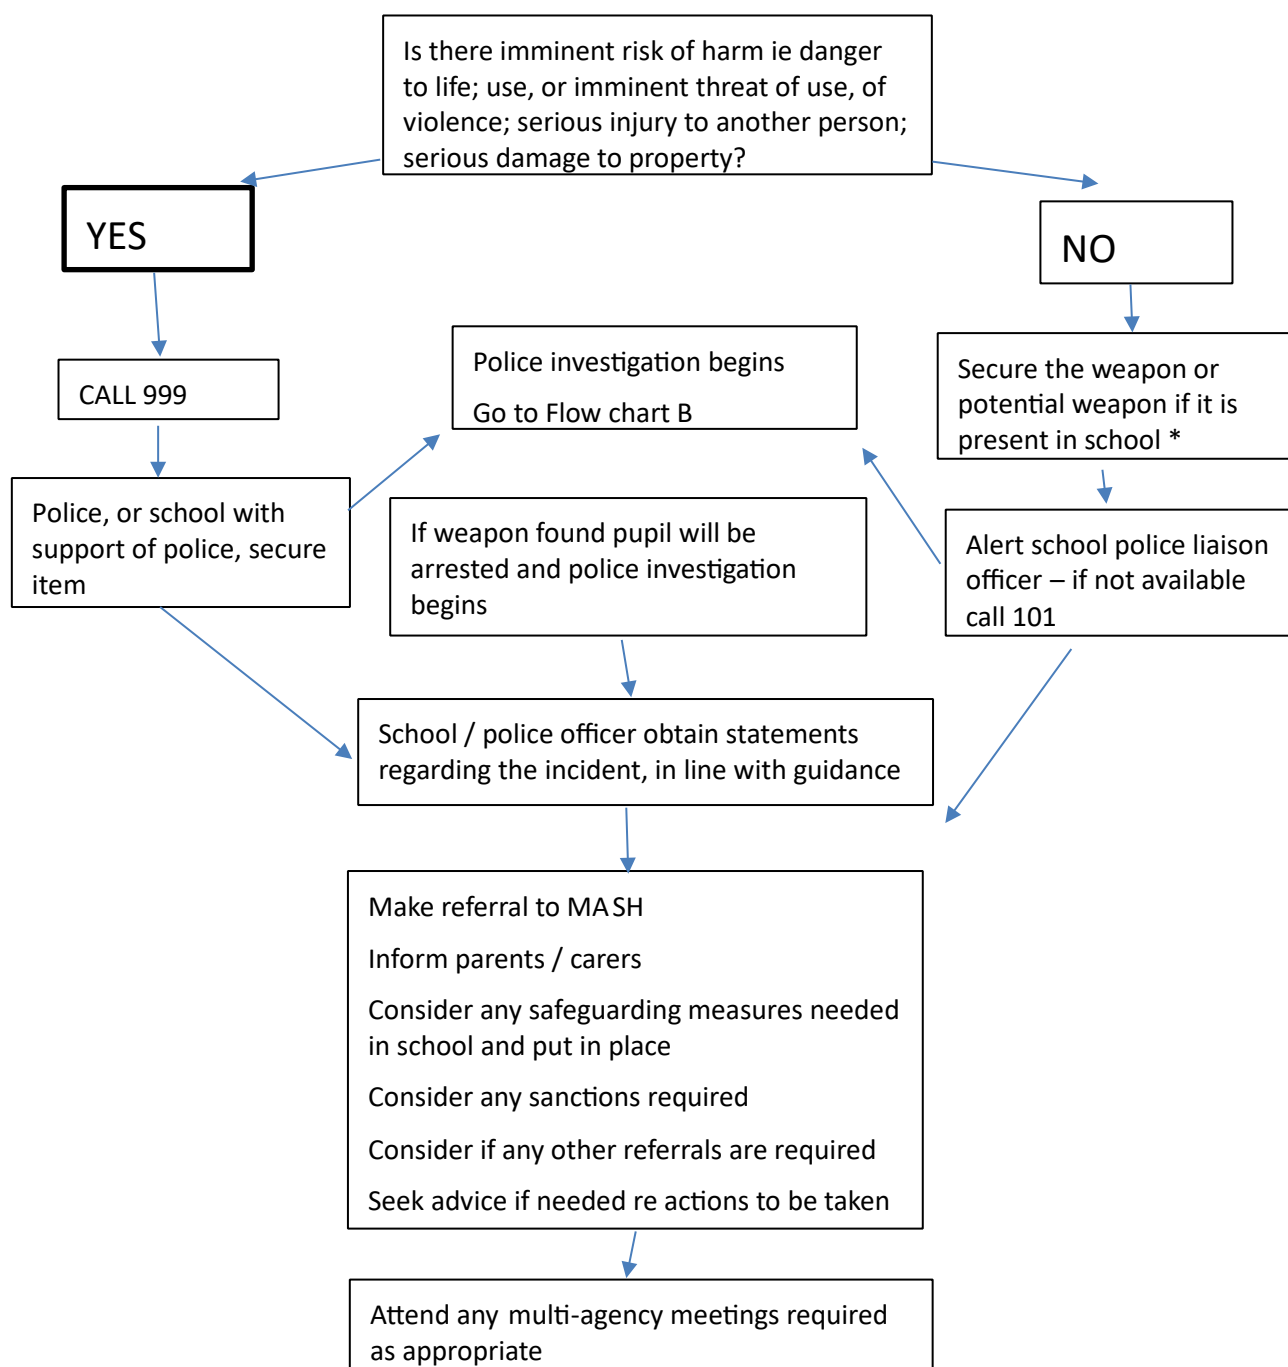 Is there imminent risk of harm ie danger
to life; use, or imminent threat of use, of
violence; serious injury to another person;
serious damage to property?
YES
NO
CALL 999
Police investigation begins
Go to Flow chart B
Secure the weapon or
potential weapon if it is
present in school *
Police, or school with
support of police, secure
item
If weapon found pupil will be
arrested and police investigation
begins
Alert school police liaison
officer – if not available
call 101
School / police officer obtain statements
regarding the incident, in line with guidance
Make referral to MASH
Inform parents / carers
Consider any safeguarding measures needed
in school and put in place
Consider any sanctions required
Consider if any other referrals are required
Seek advice if needed re actions to be taken
Attend any multi-agency meetings required
as appropriate